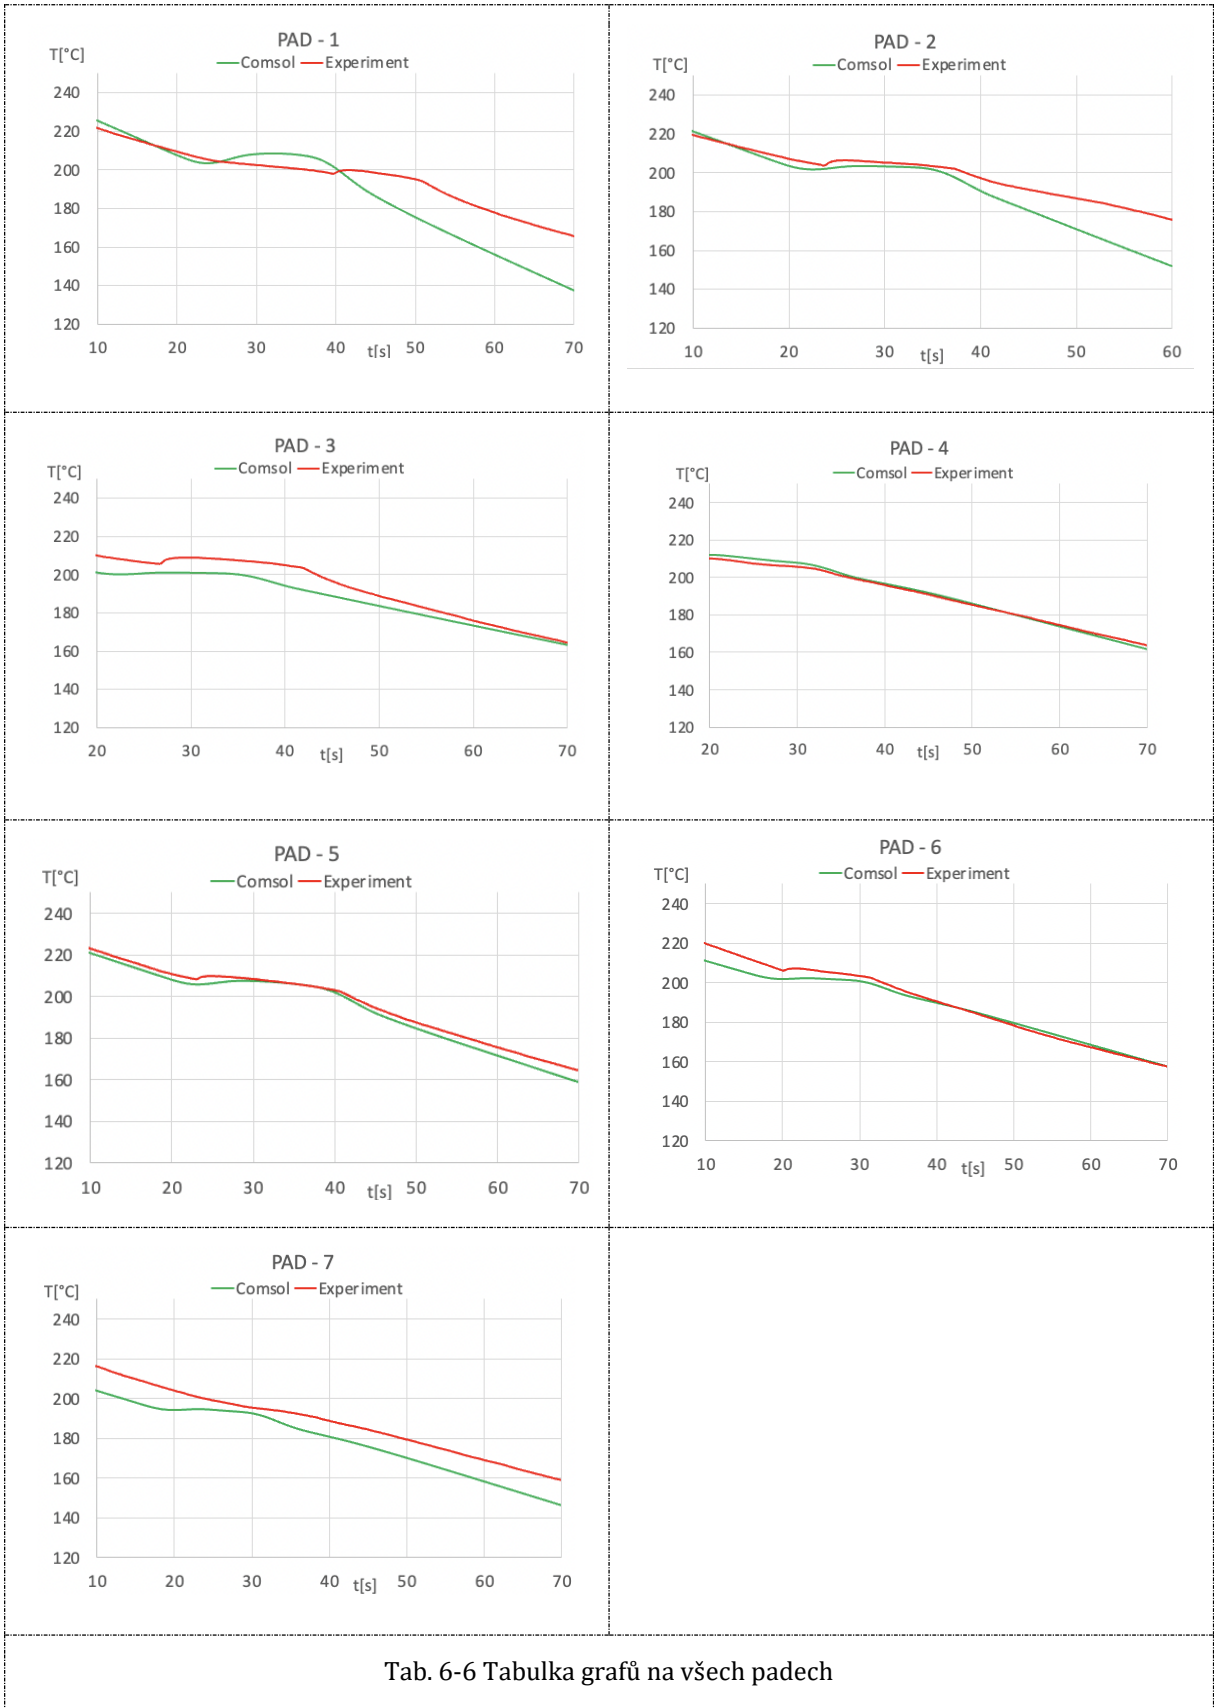 PAD - 1
T[°C]
Comsol Experiment
240
220
200
180
160
140
120
10 20 30 40 t[s] 50 60 70
PAD - 2
T[°C]
Comsol Experiment
240
220
200
180
160
140
120
10 20 30 t[s] 40 50 60
PAD - 3
T[°C]
Comsol Experiment
240
220
200
180
160
140
120
20 30 40 t[s] 50 60 70
PAD - 4
T[°C]
Comsol Experiment
240
220
200
180
160
140
120
20 30 40 t[s] 50 60 70
PAD - 5
T[°C]
Comsol Experiment
240
220
200
180
160
140
120
10 20 30 40 t[s] 50 60 70
PAD - 6
T[°C]
Comsol Experiment
240
220
200
180
160
140
120
10 20 30 40 t[s] 50 60 70
PAD - 7
T[°C]
Comsol Experiment
240
220
200
180
160
140
120
10 20 30 40 t[s] 50 60 70
Tab. 6-6 Tabulka grafů na všech padech